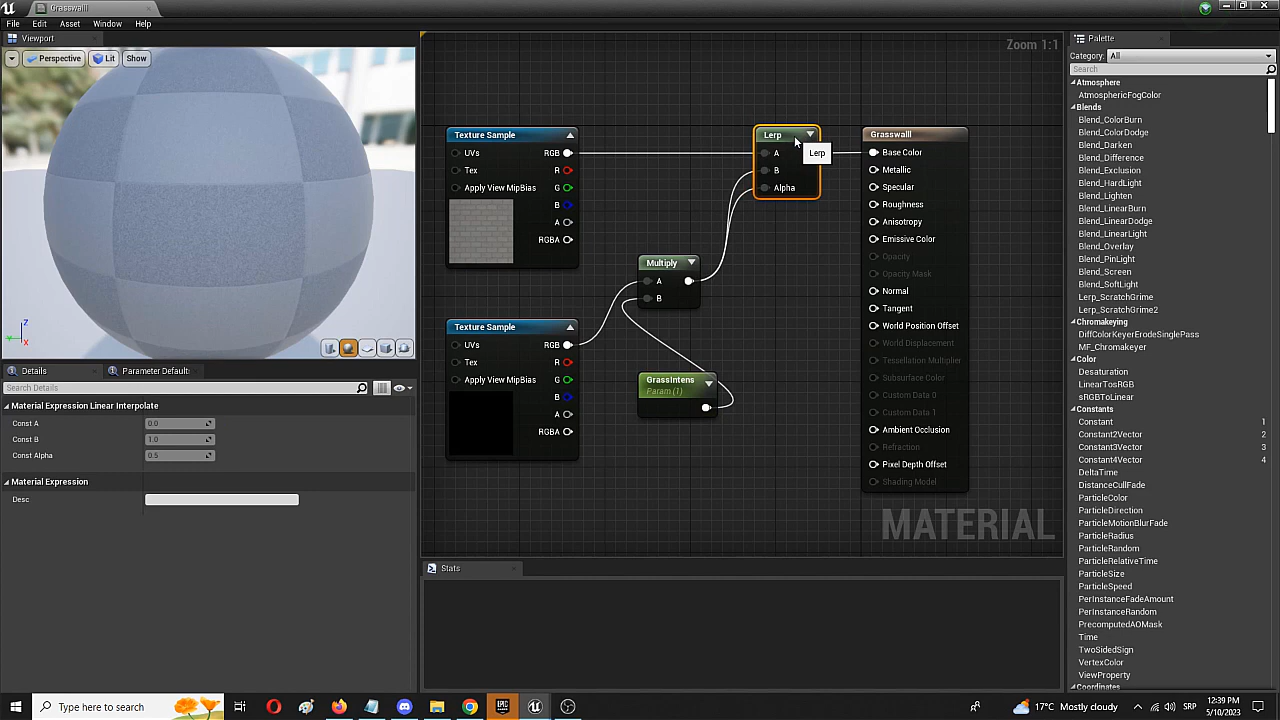 Grasswalll
File Edit Asset Window Help
Viewport
Perspective Lit Show
Details Parameter Default
Search Details
Material Expression Linear Interpolate
Const A 0.0
Const B 1.0
Const Alpha 0.5
Material Expression
Desc
Zoom 1:1
Texture Sample
UVs RGB
Tex R
Apply View MipBias G
B
A
RGBA
Texture Sample
UVs RGB
Tex R
Apply View MipBias G
B
A
RGBA
Multiply
A
B
GrassIntens
Param (1)
Lerp
A
B
Alpha
Lerp
Grasswalll
Base Color
Metallic
Specular
Roughness
Anisotropy
Emissive Color
Opacity
Opacity Mask
Normal
Tangent
World Position Offset
World Displacement
Tessellation Multiplier
Subsurface Color
Custom Data 0
Custom Data 1
Ambient Occlusion
Refraction
Pixel Depth Offset
Shading Model
MATERIAL
Stats
Palette
Category: All
Search
Atmosphere
AtmosphericFogColor
Blends
Blend_ColorBurn
Blend_ColorDodge
Blend_Darken
Blend_Difference
Blend_Exclusion
Blend_HardLight
Blend_Lighten
Blend_LinearBurn
Blend_LinearDodge
Blend_LinearLight
Blend_Overlay
Blend_PinLight
Blend_Screen
Blend_SoftLight
Lerp_ScratchGrime
Lerp_ScratchGrime2
Chromakeying
DiffColorKeyerErodeSinglePass
MF_Chromakeyer
Color
Desaturation
LinearTosRGB
sRGBToLinear
Constants
Constant 1
Constant2Vector 2
Constant3Vector 3
Constant4Vector 4
DeltaTime
DistanceCullFade
ParticleColor
ParticleDirection
ParticleMotionBlurFade
ParticleRadius
ParticleRandom
ParticleRelativeTime
ParticleSize
ParticleSpeed
PerInstanceFadeAmount
PerInstanceRandom
PrecomputedAOMask
Time
TwoSidedSign
VertexColor
ViewProperty
Coordinates
Type here to search
17°C Mostly cloudy
SRP
12:39 PM
5/10/2023